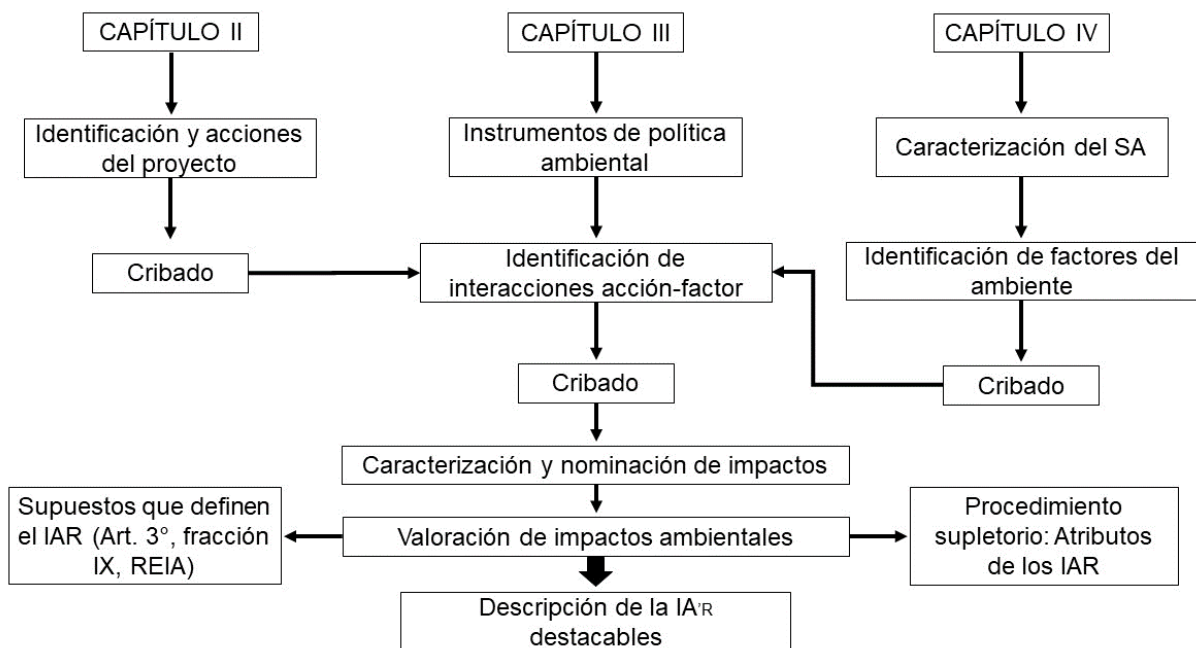 CAPÍTULO II
CAPÍTULO III
CAPÍTULO IV
Identificación y acciones
del proyecto
Instrumentos de política
ambiental
Caracterización del SA
Cribado
Identificación de
interacciones acción-factor
Identificación de factores del
ambiente
Cribado
Cribado
Caracterización y nominación de impactos
Supuestos que definen
el IAR (Art. 3°, fracción
IX, REIA)
Valoración de impactos ambientales
Procedimiento
supletorio: Atributos
de los IAR
Descripción de la IA'R
destacables